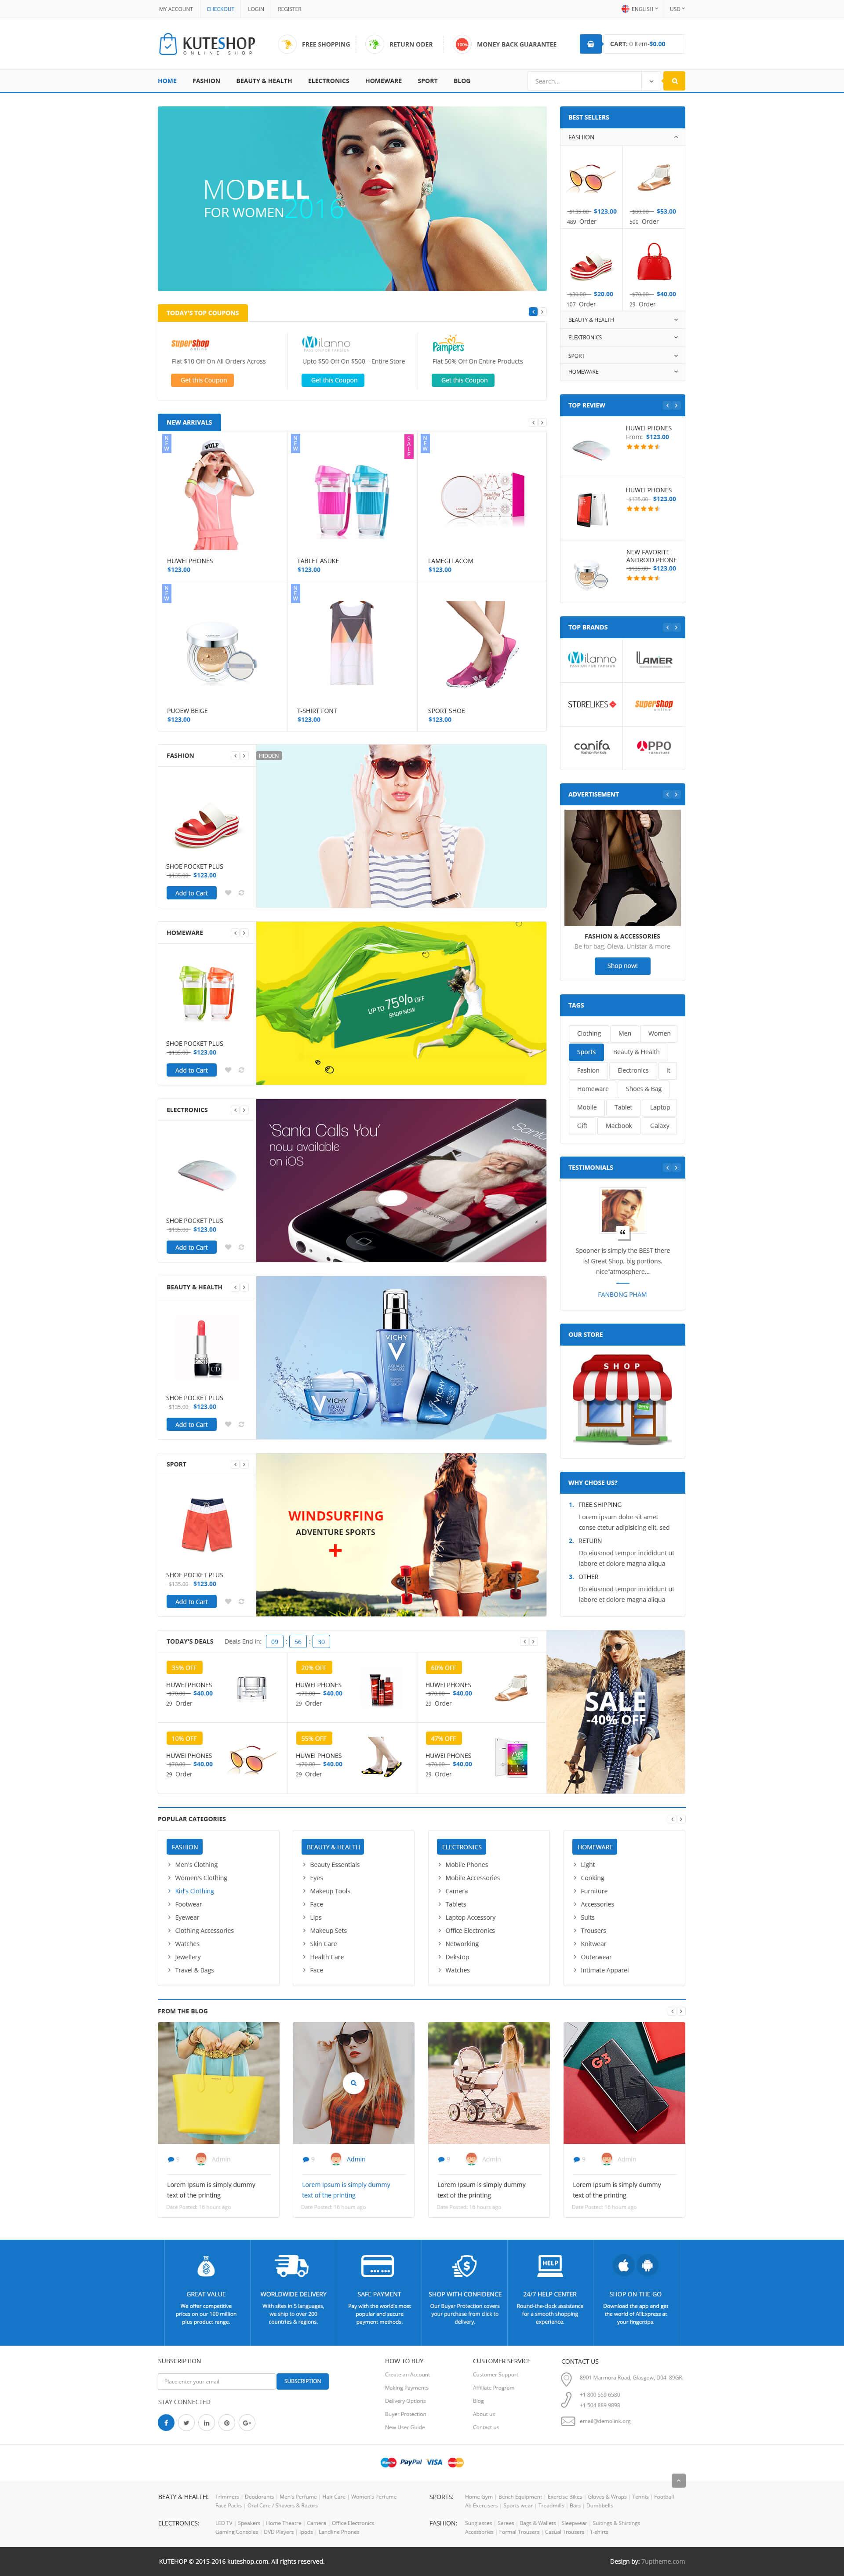 MY ACCOUNT CHECKOUT LOGIN REGISTER ENGLISH USD
KUTESHOP
ONLINE SHOP
FREE SHOPPING RETURN ODER 100% MONEY BACK GUARANTEE CART: 0 Item-$0.00
HOME FASHION BEAUTY & HEALTH ELECTRONICS HOMEWARE SPORT BLOG Search...
MODELL
FOR WOMEN 2016
TODAY'S TOP COUPONS
supershop
Milanno
PASSION FOR FASHION
Pampers
Flat $10 Off On All Orders Across
Upto $50 Off On $500 – Entire Store
Flat 50% Off On Entire Products
Get this Coupon
Get this Coupon
Get this Coupon
NEW ARRIVALS
NEW
NEW
SALE
NEW
WOLF
HUWEI PHONES
$123.00
TABLET ASUKE
$123.00
LAMEGI LACOM
$123.00
NEW
NEW
PUOEW BEIGE
$123.00
T-SHIRT FONT
$123.00
SPORT SHOE
$123.00
FASHION
HIDDEN
SHOE POCKET PLUS
$135.00 $123.00
Add to Cart
HOMEWARE
UP TO 75% OFF
SHOP NOW
SHOE POCKET PLUS
$135.00 $123.00
Add to Cart
ELECTRONICS
'Santa Calls You'
now available
on iOS
SHOE POCKET PLUS
$135.00 $123.00
Add to Cart
BEAUTY & HEALTH
VICHY
VICHY
VICHY
SHOE POCKET PLUS
$135.00 $123.00
Add to Cart
SPORT
WINDSURFING
ADVENTURE SPORTS
SHOE POCKET PLUS
$135.00 $123.00
Add to Cart
BEST SELLERS
FASHION
$135.00 $123.00
489 Order
$80.00 $53.00
500 Order
$30.00 $20.00
107 Order
$70.00 $40.00
29 Order
BEAUTY & HEALTH
ELEXTRONICS
SPORT
HOMEWARE
TOP REVIEW
HUWEI PHONES
From: $123.00
HUWEI PHONES
$135.00 $123.00
NEW FAVORITE
ANDROID PHONE
$135.00 $123.00
TOP BRANDS
Milanno
PASSION FOR FASHION
LAMER
STORELIKES
supershop
canifa
fashion for kids
OPPO
FURNITURE
ADVERTISEMENT
FASHION & ACCESSORIES
Be for bag, Gleva, Unistar & more
Shop now!
TAGS
Clothing Men Women
Sports Beauty & Health
Fashion Electronics It
Homeware Shoes & Bag
Mobile Tablet Laptop
Gift Macbook Galaxy
TESTIMONIALS
Spooner is simply the BEST there
is! Great Shop, big portions,
nice"atmosphere...
FANBONG PHAM
OUR STORE
SHOP
WHY CHOSE US?
1. FREE SHIPPING
Lorem ipsum dolor sit amet
conse ctetur adipisicing elit, sed
2. RETURN
Do eiusmod tempor incididunt ut
labore et dolore magna aliqua
3. OTHER
Do eiusmod tempor incididunt ut
labore et dolore magna aliqua
TODAY'S DEALS Deals End in: 09 : 56 : 30
35% OFF
HUWEI PHONES
$70.00 $40.00
29 Order
20% OFF
HUWEI PHONES
$70.00 $40.00
29 Order
60% OFF
HUWEI PHONES
$70.00 $40.00
29 Order
10% OFF
HUWEI PHONES
$70.00 $40.00
29 Order
55% OFF
HUWEI PHONES
$70.00 $40.00
29 Order
47% OFF
HUWEI PHONES
$70.00 $40.00
29 Order
SALE
-40% OFF
POPULAR CATEGORIES
FASHION
Men's Clothing
Women's Clothing
Kid's Clothing
Footwear
Eyewear
Clothing Accessories
Watches
Jewellery
Travel & Bags
BEAUTY & HEALTH
Beauty Essentials
Eyes
Makeup Tools
Face
Lips
Makeup Sets
Skin Care
Health Care
Face
ELECTRONICS
Mobile Phones
Mobile Accessories
Camera
Tablets
Laptop Accessory
Office Electronics
Networking
Dekstop
Watches
HOMEWARE
Light
Cooking
Furniture
Accessories
Suits
Trousers
Knitwear
Outerwear
Intimate Apparel
FROM THE BLOG
G3
9 Admin
Lorem Ipsum is simply dummy
text of the printing
Date Posted: 16 hours ago
9 Admin
Lorem Ipsum is simply dummy
text of the printing
Date Posted: 16 hours ago
9 Admin
Lorem Ipsum is simply dummy
text of the printing
Date Posted: 16 hours ago
9 Admin
Lorem Ipsum is simply dummy
text of the printing
Date Posted: 16 hours ago
GREAT VALUE
We offer competitive
prices on our 100 million
plus product range.
WORLDWIDE DELIVERY
With sites in 5 languages,
we ship to over 200
countries & regions.
SAFE PAYMENT
Pay with the world's most
popular and secure
payment methods.
SHOP WITH CONFIDENCE
Our Buyer Protection covers
your purchase from click to
delivery.
HELP
24/7 HELP CENTER
Round-the-clock assistance
for a smooth shopping
experience.
SHOP ON-THE-GO
Download the app and get
the world of AliExpress at
your fingertips.
SUBSCRIPTION
Place enter your email SUBSCRIPTION
STAY CONNECTED
HOW TO BUY
Create an Account
Making Payments
Delivery Options
Buyer Protection
New User Guide
CUSTOMER SERVICE
Customer Support
Affiliate Program
Blog
About us
Contact us
CONTACT US
8901 Marmora Road, Glasgow, D04 89GR.
+1 800 559 6580
+1 504 889 9898
email@demolink.org
Maestro PayPal VISA MasterCard
BEATY & HEALTH: Trimmers | Deodorants | Men's Perfume | Hair Care | Women's Perfume
Face Packs | Oral Care / Shavers & Razors
SPORTS: Home Gym | Bench Equipment | Exercise Bikes | Gloves & Wraps | Tennis | Football
Ab Exercisers | Sports wear | Treadmills | Bars | Dumbbells
ELECTRONICS: LED TV | Speakers | Home Theatre | Camera | Office Electronics
Gaming Consoles | DVD Players | Ipods | Landline Phones
FASHION: Sunglasses | Sarees | Bags & Wallets | Sleepwear | Suitings & Shirtings
Accessories | Formal Trousers | Casual Trousers | T-shirts
KUTEHOP © 2015-2016 kuteshop.com. All rights reserved. Design by: 7uptheme.com